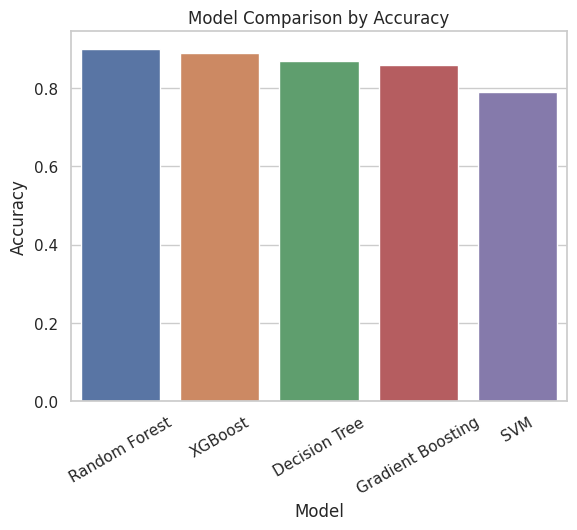 Model Comparison by Accuracy
Accuracy
0.8
0.6
0.4
0.2
0.0
Random Forest
XGBoost
Decision Tree
Gradient Boosting
SVM
Model